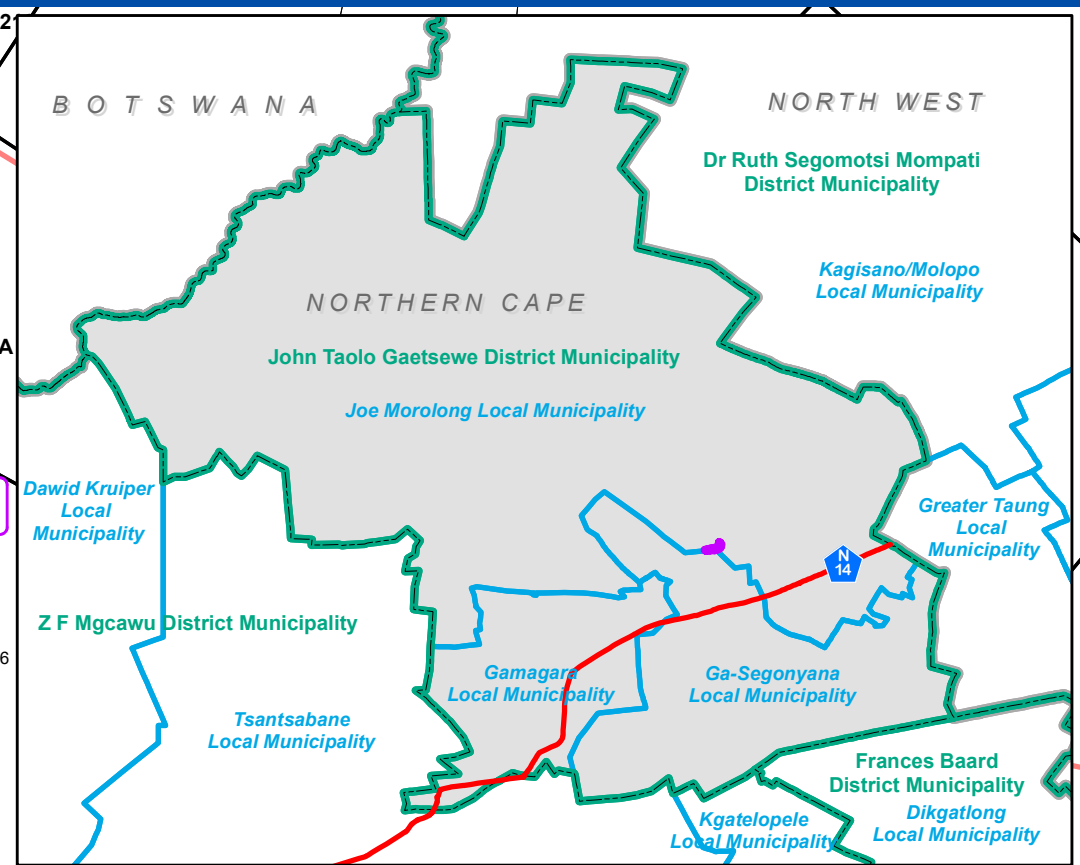 21
B O T S W A N A
NORTH WEST
Dr Ruth Segomotsi Mompati
District Municipality
Kagisano/Molopo
Local Municipality
NORTHERN CAPE
A
John Taolo Gaetsewe District Municipality
Joe Morolong Local Municipality
Dawid Kruiper
Local
Municipality
Greater Taung
Local
Municipality
N
14
Z F Mgcawu District Municipality
6
Gamagara
Local Municipality
Ga-Segonyana
Local Municipality
Tsantsabane
Local Municipality
Frances Baard
District Municipality
Kgatelopele
Local Municipality
Dikgatlong
Local Municipality